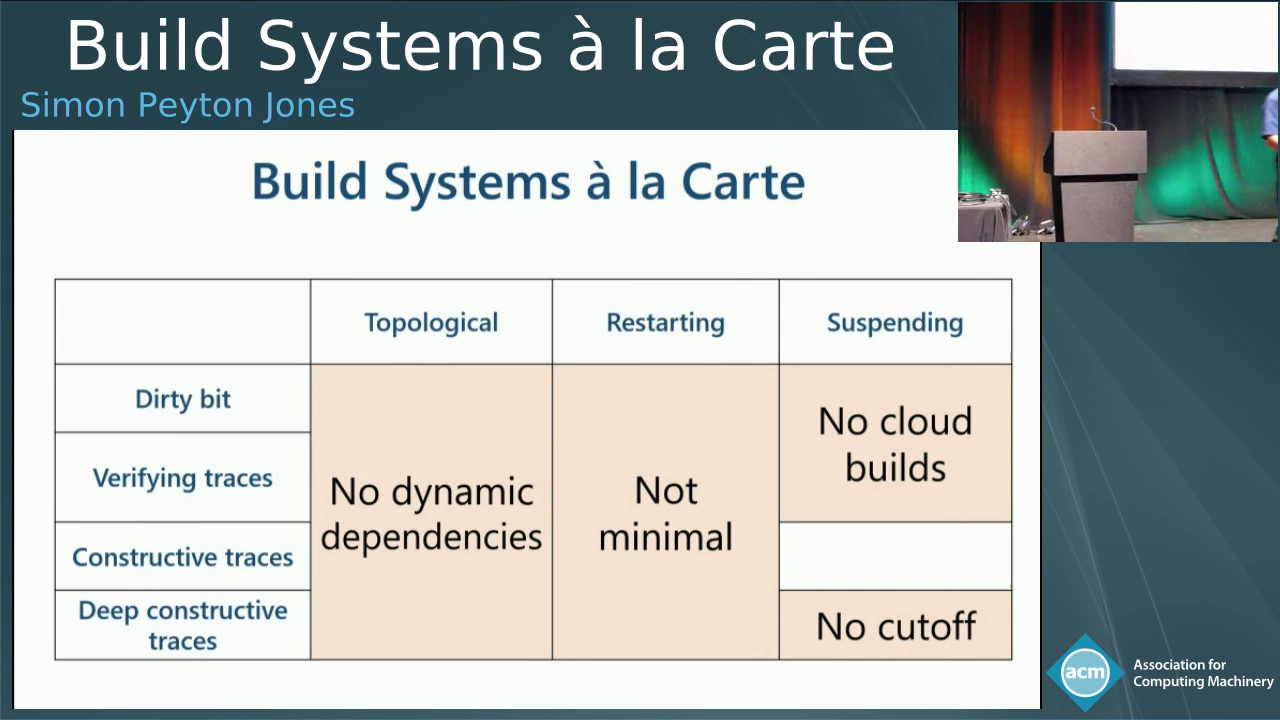 Build Systems à la Carte
Simon Peyton Jones
Build Systems à la Carte
Topological
Restarting
Suspending
Dirty bit
Verifying traces
Constructive traces
Deep constructive
traces
No dynamic
dependencies
Not
minimal
No cloud
builds
No cutoff
acm
Association for
Computing Machinery